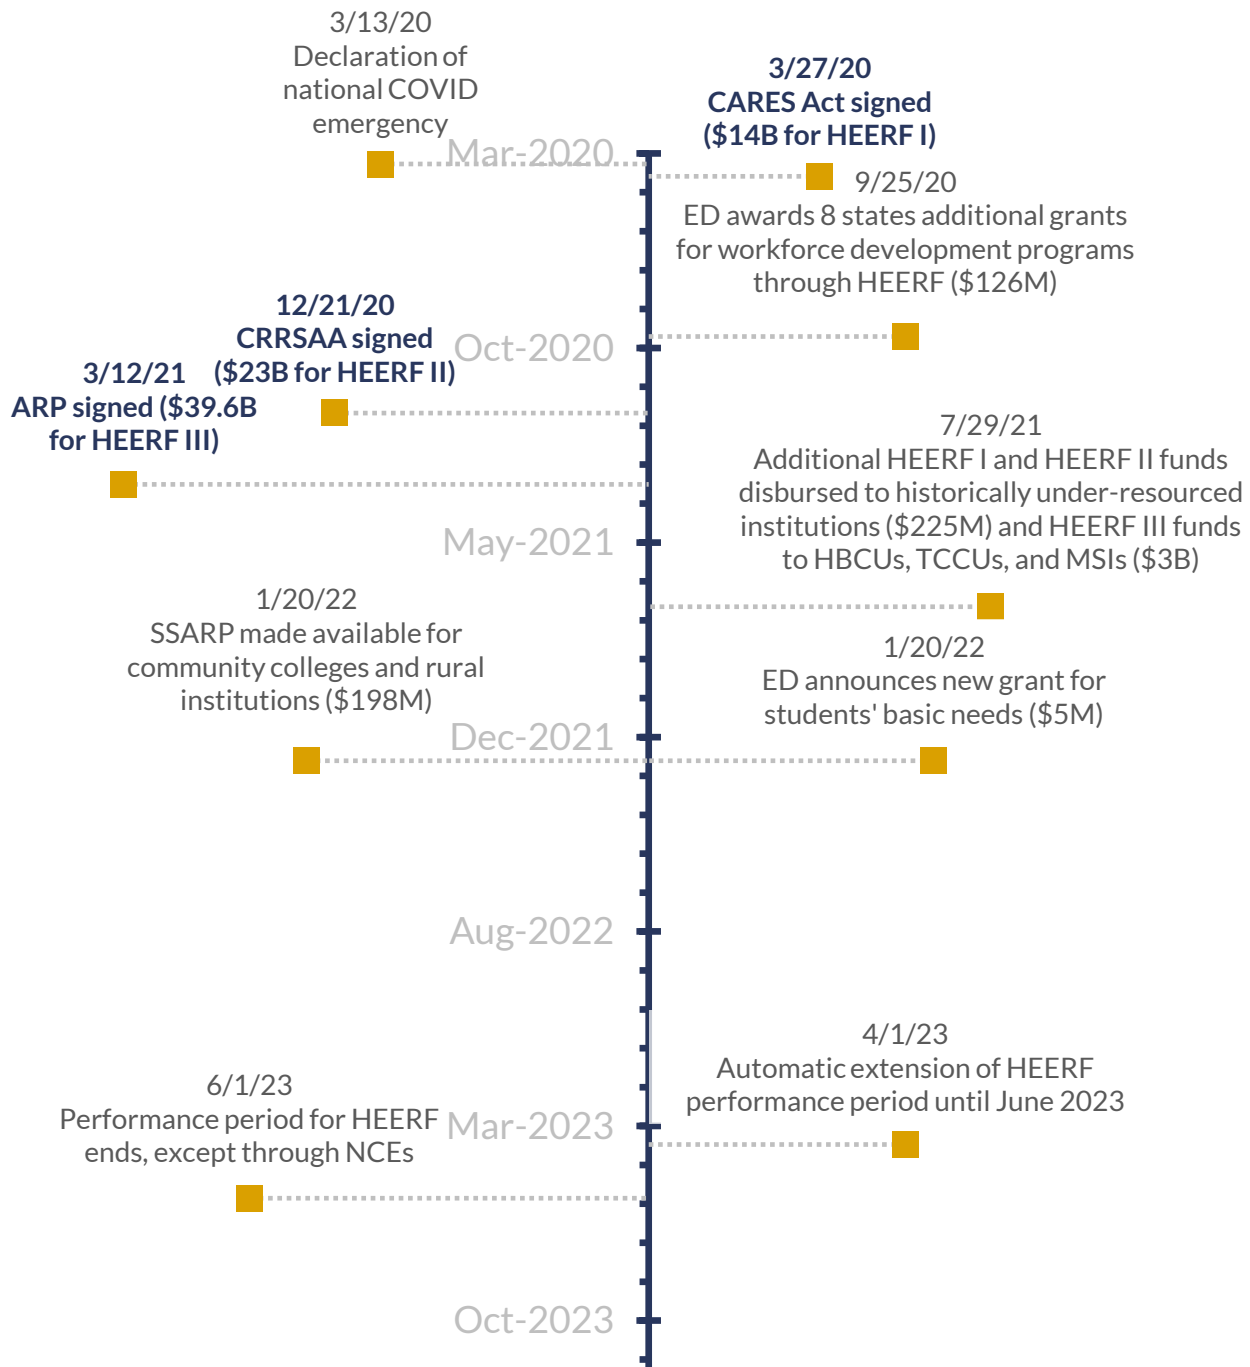 3/13/20
Declaration of
national COVID
emergency
3/27/20
CARES Act signed
($14B for HEERF I)
Mar-2020
9/25/20
ED awards 8 states additional grants
for workforce development programs
through HEERF ($126M)
12/21/20
CRRSAA signed
($23B for HEERF II)
Oct-2020
3/12/21
ARP signed ($39.6B
for HEERF III)
7/29/21
Additional HEERF I and HEERF II funds
disbursed to historically under-resourced
institutions ($225M) and HEERF III funds
to HBCUs, TCCUs, and MSIs ($3B)
May-2021
1/20/22
SSARP made available for
community colleges and rural
institutions ($198M)
1/20/22
ED announces new grant for
students' basic needs ($5M)
Dec-2021
Aug-2022
4/1/23
Automatic extension of HEERF
performance period until June 2023
6/1/23
Performance period for HEERF
ends, except through NCEs
Mar-2023
Oct-2023